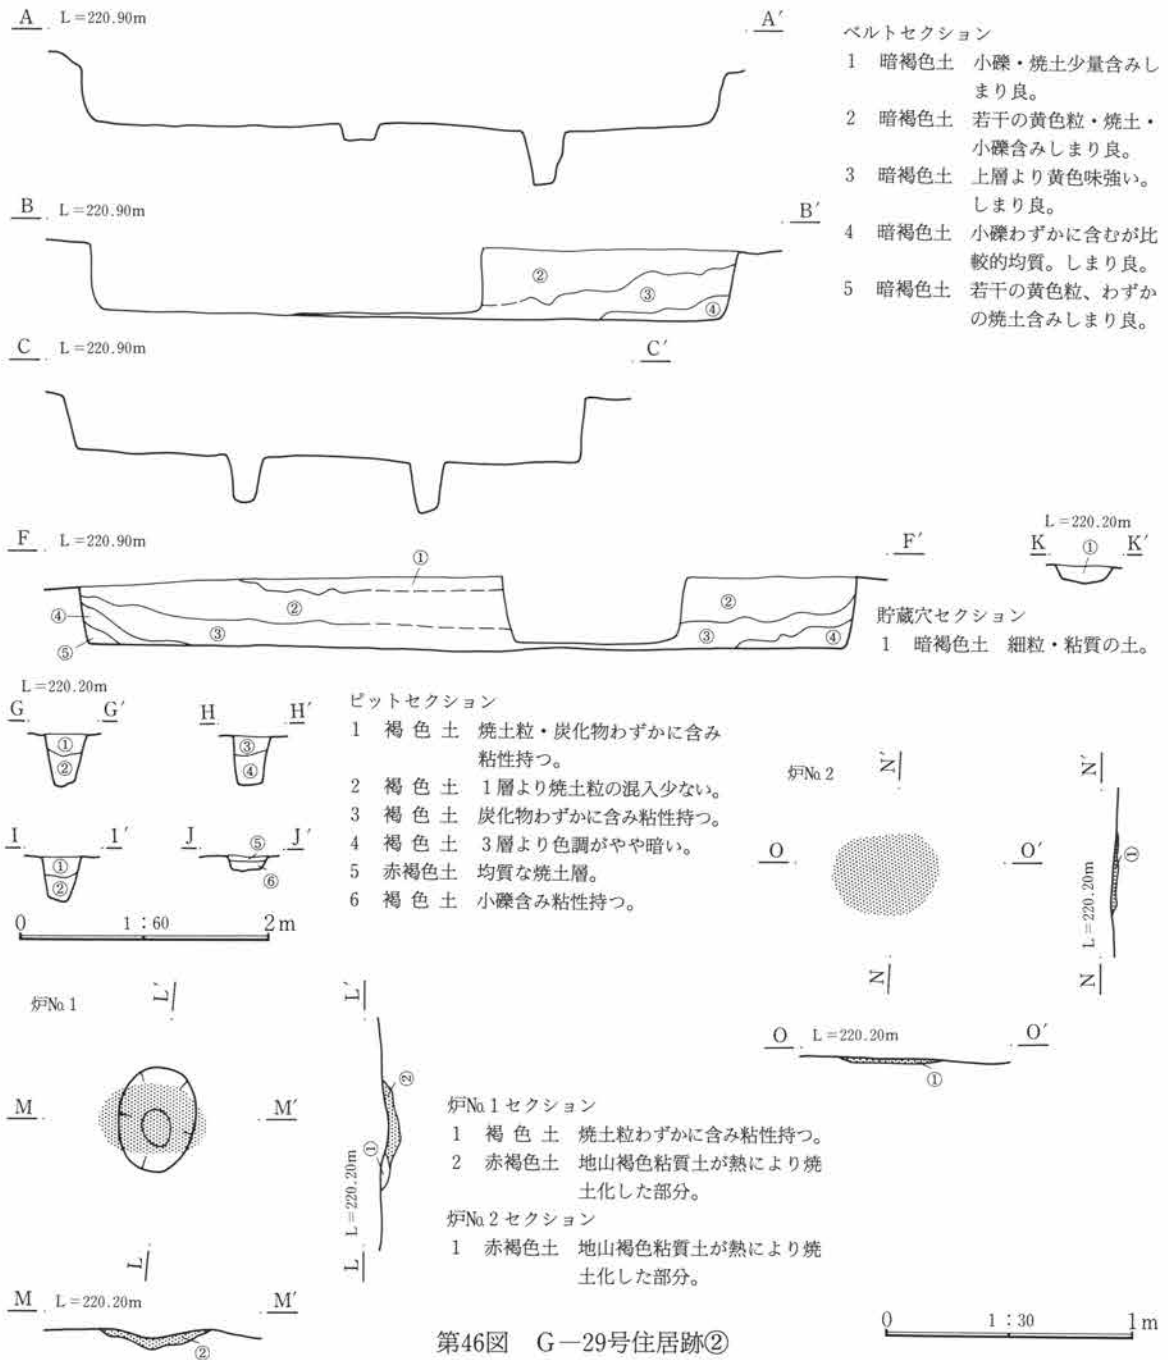 A L=220.90m A′
B L=220.90m B′
② ③ ④
C L=220.90m C′
F L=220.90m F′
① ② ③ ④ ⑤ ② ③ ④
ベルトセクション
1 暗褐色土 小礫・焼土少量含みし
まり良。
2 暗褐色土 若干の黄色粒・焼土・
小礫含みしまり良。
3 暗褐色土 上層より黄色味強い。
しまり良。
4 暗褐色土 小礫わずかに含むが比
較的均質。しまり良。
5 暗褐色土 若干の黄色粒、わずか
の焼土含みしまり良。
L=220.20m
K ① K′
貯蔵穴セクション
1 暗褐色土 細粒・粘質の土。
L=220.20m
G G′ H H′
① ② ③ ④
I I′ J J′
① ② ⑤ ⑥
0 1:60 2m
ピットセクション
1 褐色土 焼土粒・炭化物わずかに含み
粘性持つ。
2 褐色土 1層より焼土粒の混入少ない。
3 褐色土 炭化物わずかに含み粘性持つ。
4 褐色土 3層より色調がやや暗い。
5 赤褐色土 均質な焼土層。
6 褐色土 小礫含み粘性持つ。
炉No.2
N′ N′
O O′
①
L=220.20m
N N
O L=220.20m O′
①
炉No.1
L′ L′
M M′
② ①
L=220.20m
L L
M L=220.20m M′
②
炉No.1セクション
1 褐色土 焼土粒わずかに含み粘性持つ。
2 赤褐色土 地山褐色粘質土が熱により焼
土化した部分。
炉No.2セクション
1 赤褐色土 地山褐色粘質土が熱により焼
土化した部分。
0 1:30 1m
第46図 G—29号住居跡②